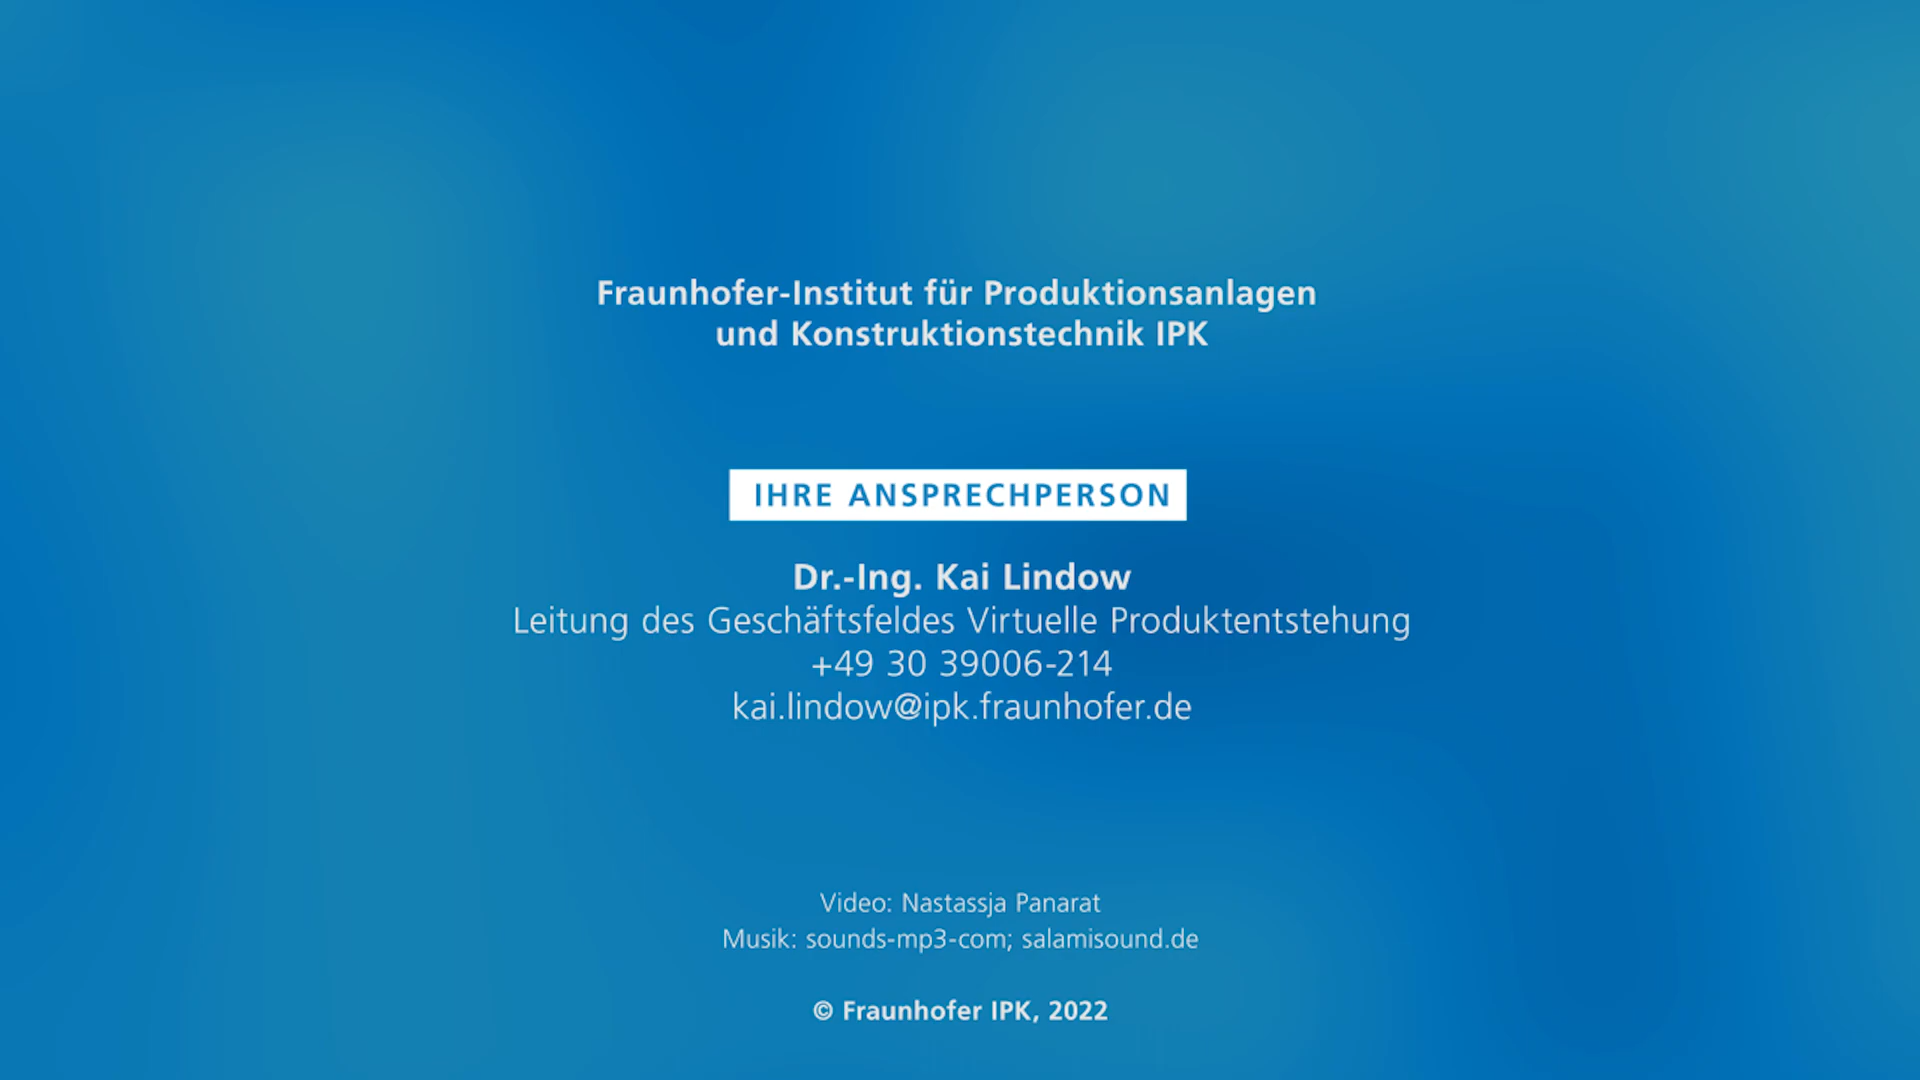 Fraunhofer-Institut für Produktionsanlagen
und Konstruktionstechnik IPK
IHRE ANSPRECHPERSON
Dr.-Ing. Kai Lindow
Leitung des Geschäftsfeldes Virtuelle Produktentstehung
+49 30 39006-214
kai.lindow@ipk.fraunhofer.de
Video: Nastassja Panarat
Musik: sounds-mp3-com; salamisound.de
© Fraunhofer IPK, 2022